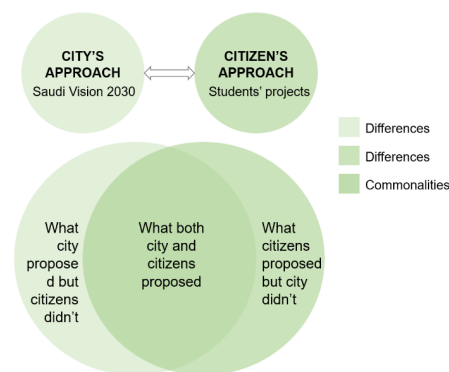 CITY'S
APPROACH
Saudi Vision 2030
CITIZEN'S
APPROACH
Students' projects
Differences
Differences
Commonalities
What
city
propose
d but
citizens
didn't
What both
city and
citizens
proposed
What
citizens
proposed
but city
didn't